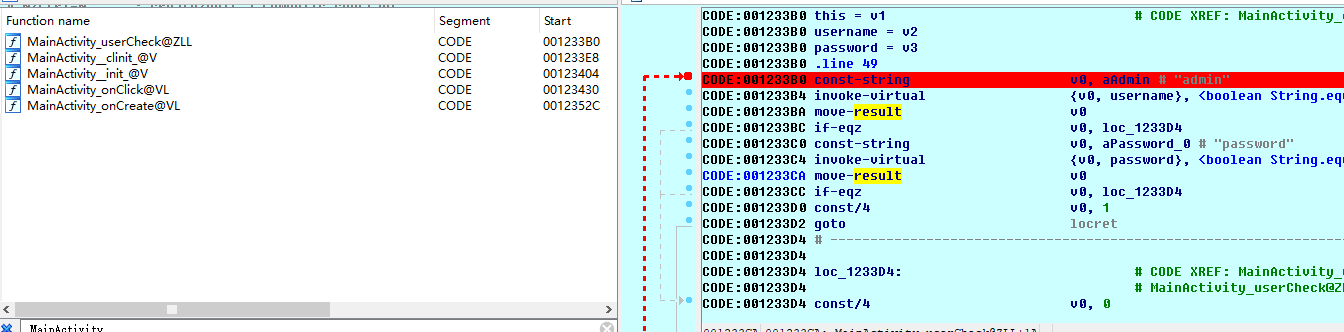 Function name Segment Start
MainActivity_userCheck@ZLL CODE 001233B0
MainActivity__clinit_@V CODE 001233E8
MainActivity__init_@V CODE 00123404
MainActivity_onClick@VL CODE 00123430
MainActivity_onCreate@VL CODE 0012352C
MainActivity
CODE:001233B0 this = v1 # CODE XREF: MainActivity_
CODE:001233B0 username = v2
CODE:001233B0 password = v3
CODE:001233B0 .line 49
CODE:001233B0 const-string v0, aAdmin # "admin"
CODE:001233B4 invoke-virtual {v0, username}, <boolean String.equ
CODE:001233BA move-result v0
CODE:001233BC if-eqz v0, loc_1233D4
CODE:001233C0 const-string v0, aPassword_0 # "password"
CODE:001233C4 invoke-virtual {v0, password}, <boolean String.equ
CODE:001233CA move-result v0
CODE:001233CC if-eqz v0, loc_1233D4
CODE:001233D0 const/4 v0, 1
CODE:001233D2 goto locret
CODE:001233D4 # ---------------------------------------------------------------
CODE:001233D4
CODE:001233D4 loc_1233D4: # CODE XREF: MainActivity_
CODE:001233D4 # MainActivity_userCheck@Z
CODE:001233D4 const/4 v0, 0